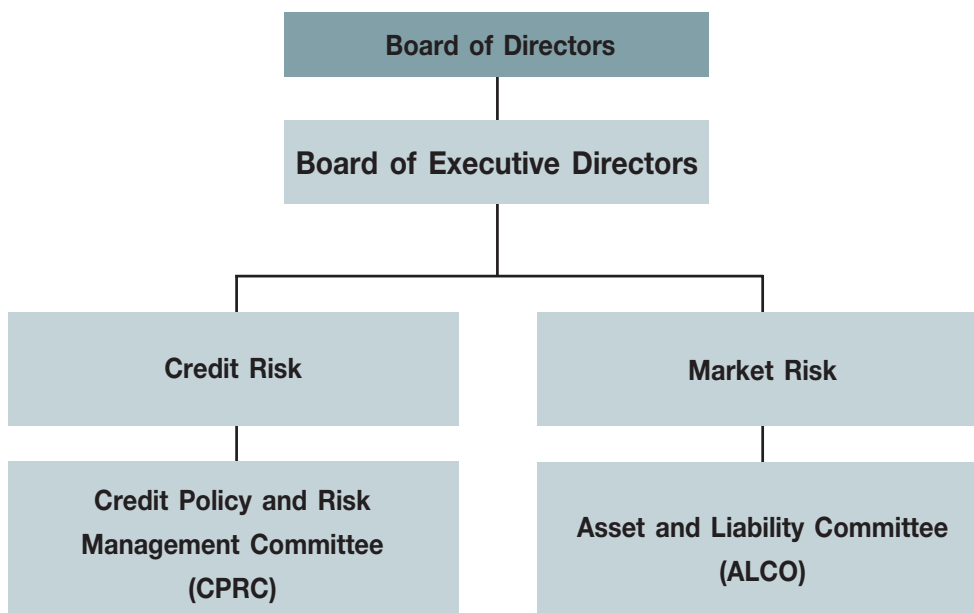 Board of Directors
Board of Executive Directors
Credit Risk
Market Risk
Credit Policy and Risk
Management Committee
(CPRC)
Asset and Liability Committee
(ALCO)